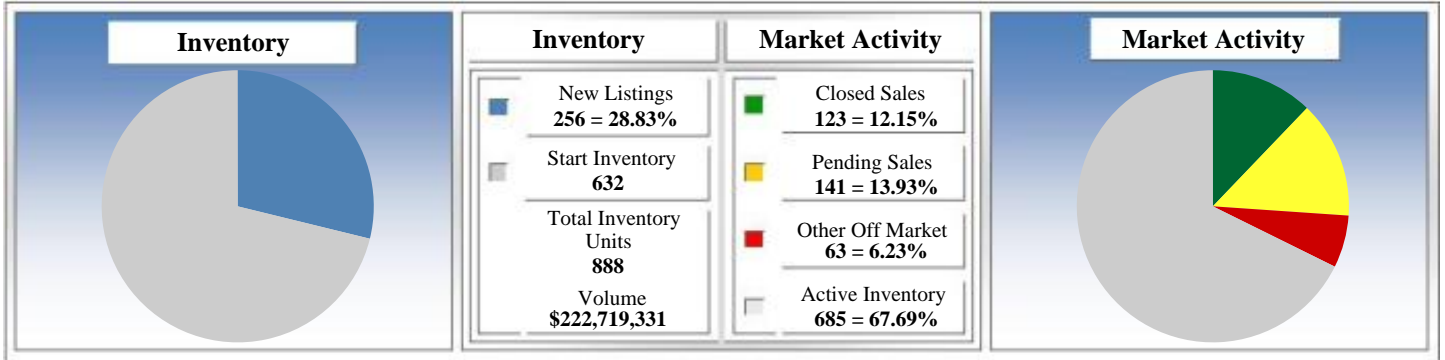 Inventory
Inventory
Market Activity
Market Activity
New Listings
256 = 28.83%
Start Inventory
632
Total Inventory
Units
888
Volume
$222,719,331
Closed Sales
123 = 12.15%
Pending Sales
141 = 13.93%
Other Off Market
63 = 6.23%
Active Inventory
685 = 67.69%